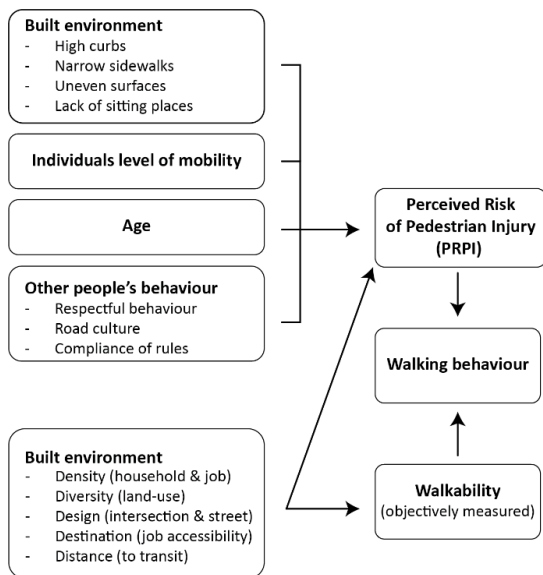 Built environment
- High curbs
- Narrow sidewalks
- Uneven surfaces
- Lack of sitting places
Individuals level of mobility
Age
Other people's behaviour
- Respectful behaviour
- Road culture
- Compliance of rules
Built environment
- Density (household & job)
- Diversity (land-use)
- Design (intersection & street)
- Destination (job accessibility)
- Distance (to transit)
Perceived Risk
of Pedestrian Injury
(PRPI)
Walking behaviour
Walkability
(objectively measured)